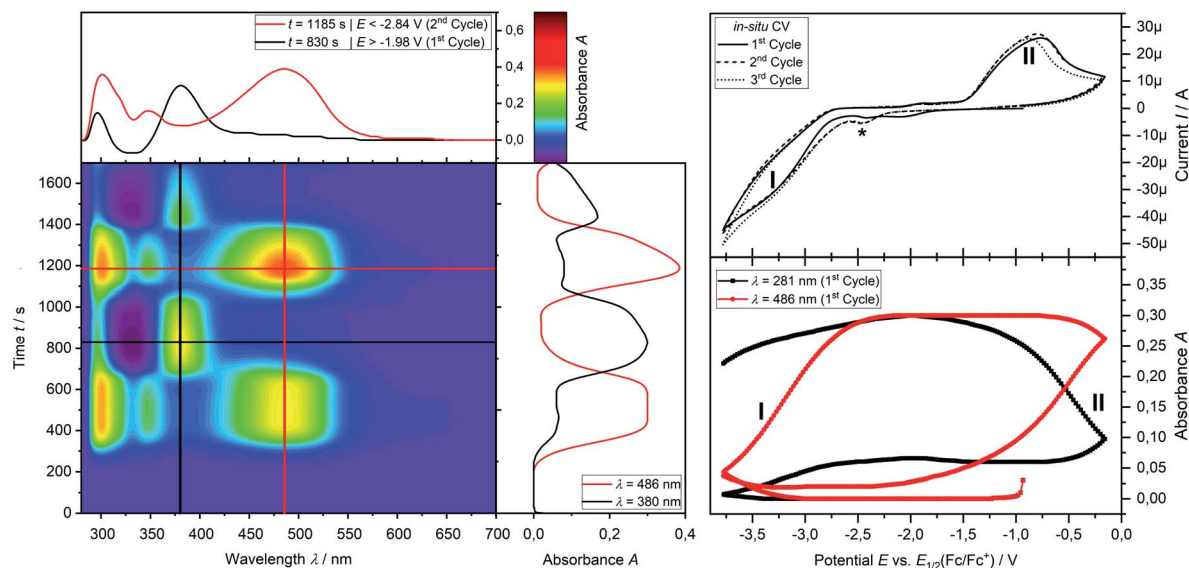 t = 1185 s | E < -2.84 V (2nd Cycle)
t = 830 s | E > -1.98 V (1st Cycle)
0,6
0,4
0,2
0,0
Absorbance A
1600
1400
1200
1000
800
600
400
200
0
Time t / s
300 350 400 450 500 550 600 650 700
Wavelength λ / nm
λ = 486 nm
λ = 380 nm
0,0 0,2 0,4
Absorbance A
in-situ CV
1st Cycle
2nd Cycle
3rd Cycle
I
II
*
30µ
20µ
10µ
0
-10µ
-20µ
-30µ
-40µ
-50µ
Current I / A
λ = 281 nm (1st Cycle)
λ = 486 nm (1st Cycle)
I
II
0,35
0,30
0,25
0,20
0,15
0,10
0,05
0,00
Absorbance A
-3,5 -3,0 -2,5 -2,0 -1,5 -1,0 -0,5 0,0
Potential E vs. E1/2(Fc/Fc+) / V